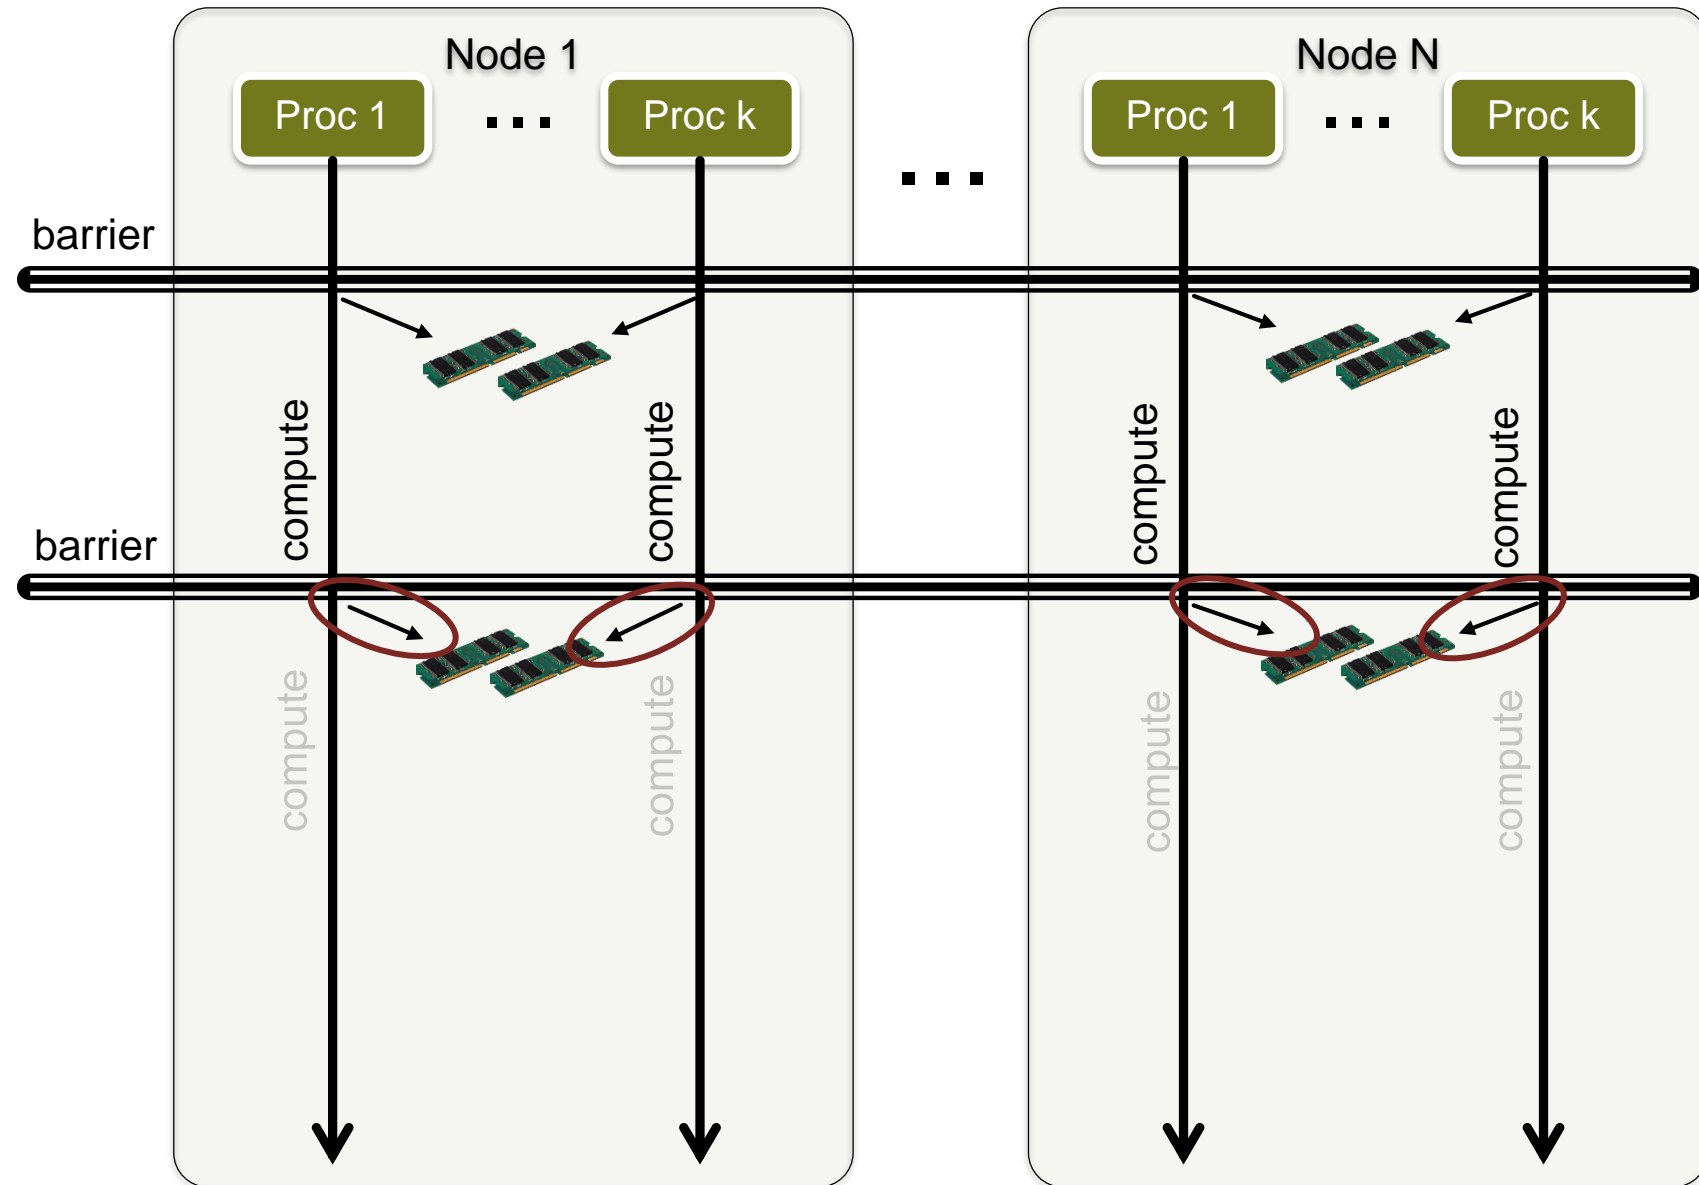 Node 1
Node N
Proc 1
...
Proc k
...
Proc 1
...
Proc k
barrier
compute
compute
compute
compute
barrier
compute
compute
compute
compute